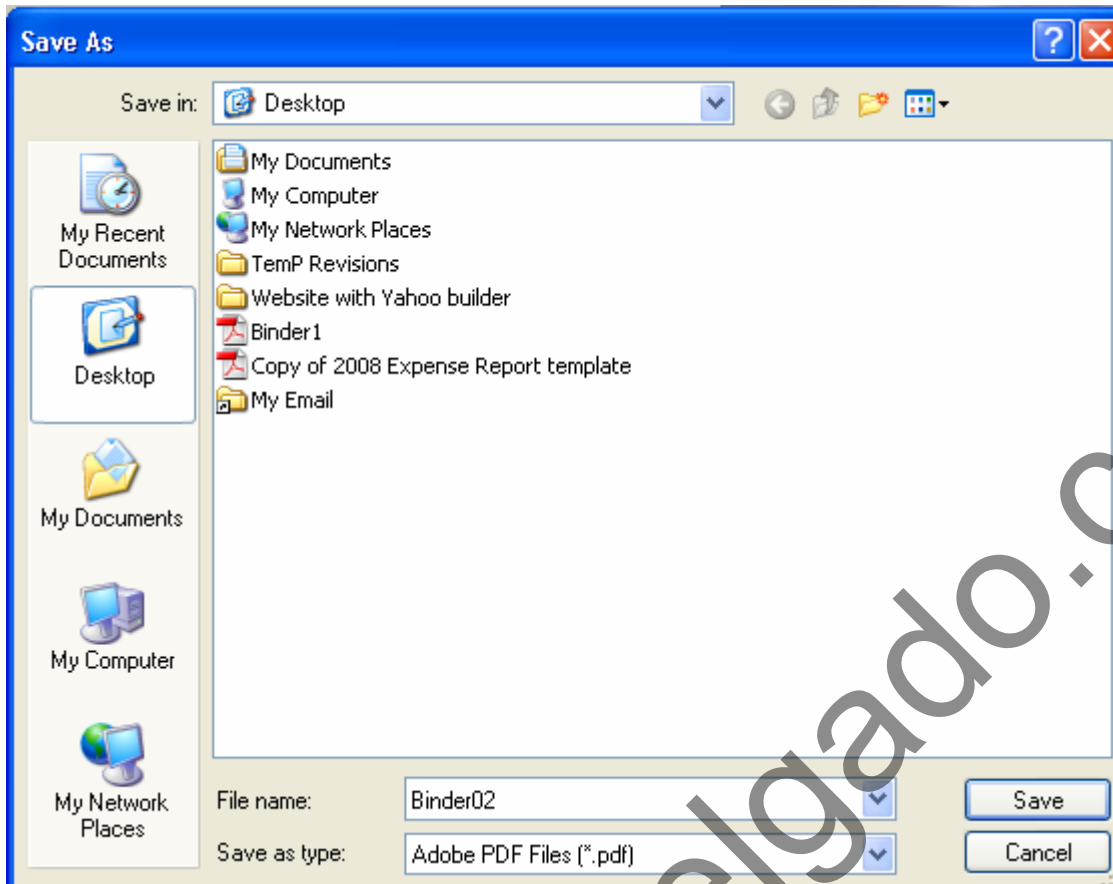 Save As
Save in:
Desktop
My Recent
Documents
Desktop
My Documents
My Computer
My Network
Places
My Documents
My Computer
My Network Places
TemP Revisions
Website with Yahoo builder
Binder1
Copy of 2008 Expense Report template
My Email
File name:
Binder02
Save
Save as type:
Adobe PDF Files (*.pdf)
Cancel
elgado.c